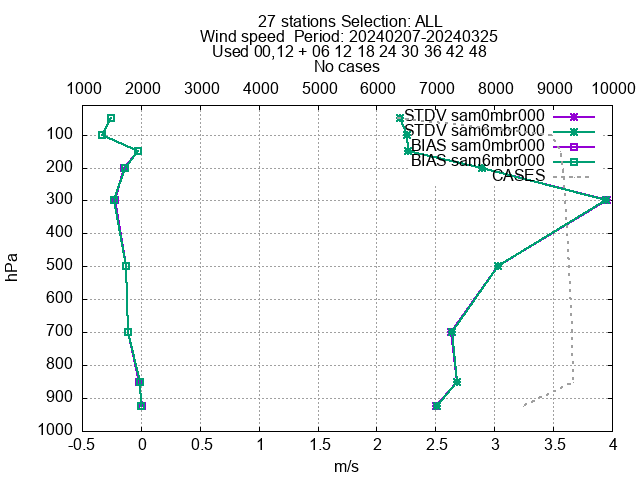 27 stations Selection: ALL
Wind speed  Period: 20240207-20240325
Used 00,12 + 06 12 18 24 30 36 42 48
No cases
1000 2000 3000 4000 5000 6000 7000 8000 9000 10000
STDV sam0mbr000
STDV sam6mbr000
BIAS sam0mbr000
BIAS sam6mbr000
CASES
100
200
300
400
500
600
700
800
900
1000
hPa
-0.5 0 0.5 1 1.5 2 2.5 3 3.5 4
m/s